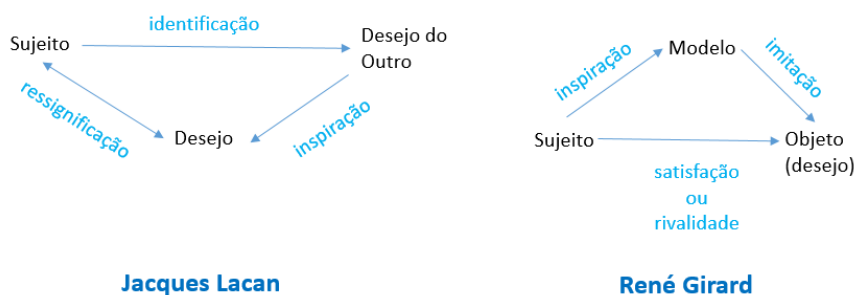 identificação
Sujeito
Desejo do
Outro
ressignificação
Desejo
inspiração
Jacques Lacan
Modelo
inspiração
imitação
Sujeito
Objeto
(desejo)
satisfação
ou
rivalidade
René Girard